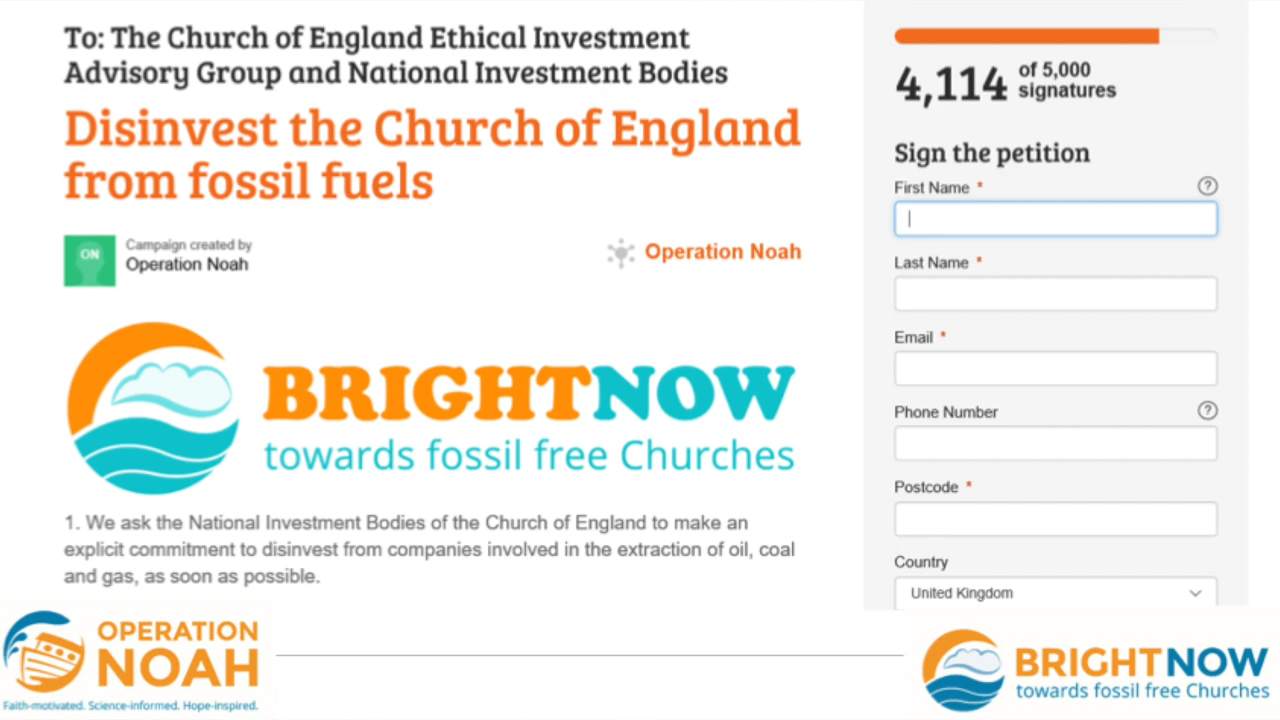 To: The Church of England Ethical Investment
Advisory Group and National Investment Bodies
Disinvest the Church of England
from fossil fuels
ON
Campaign created by
Operation Noah
Operation Noah
BRIGHTNOW
towards fossil free Churches
1. We ask the National Investment Bodies of the Church of England to make an
explicit commitment to disinvest from companies involved in the extraction of oil, coal
and gas, as soon as possible.
4,114 of 5,000
signatures
Sign the petition
First Name *
?
Last Name *
Email *
Phone Number
?
Postcode *
Country
United Kingdom
OPERATION
NOAH
Faith-motivated. Science-informed. Hope-inspired.
BRIGHTNOW
towards fossil free Churches